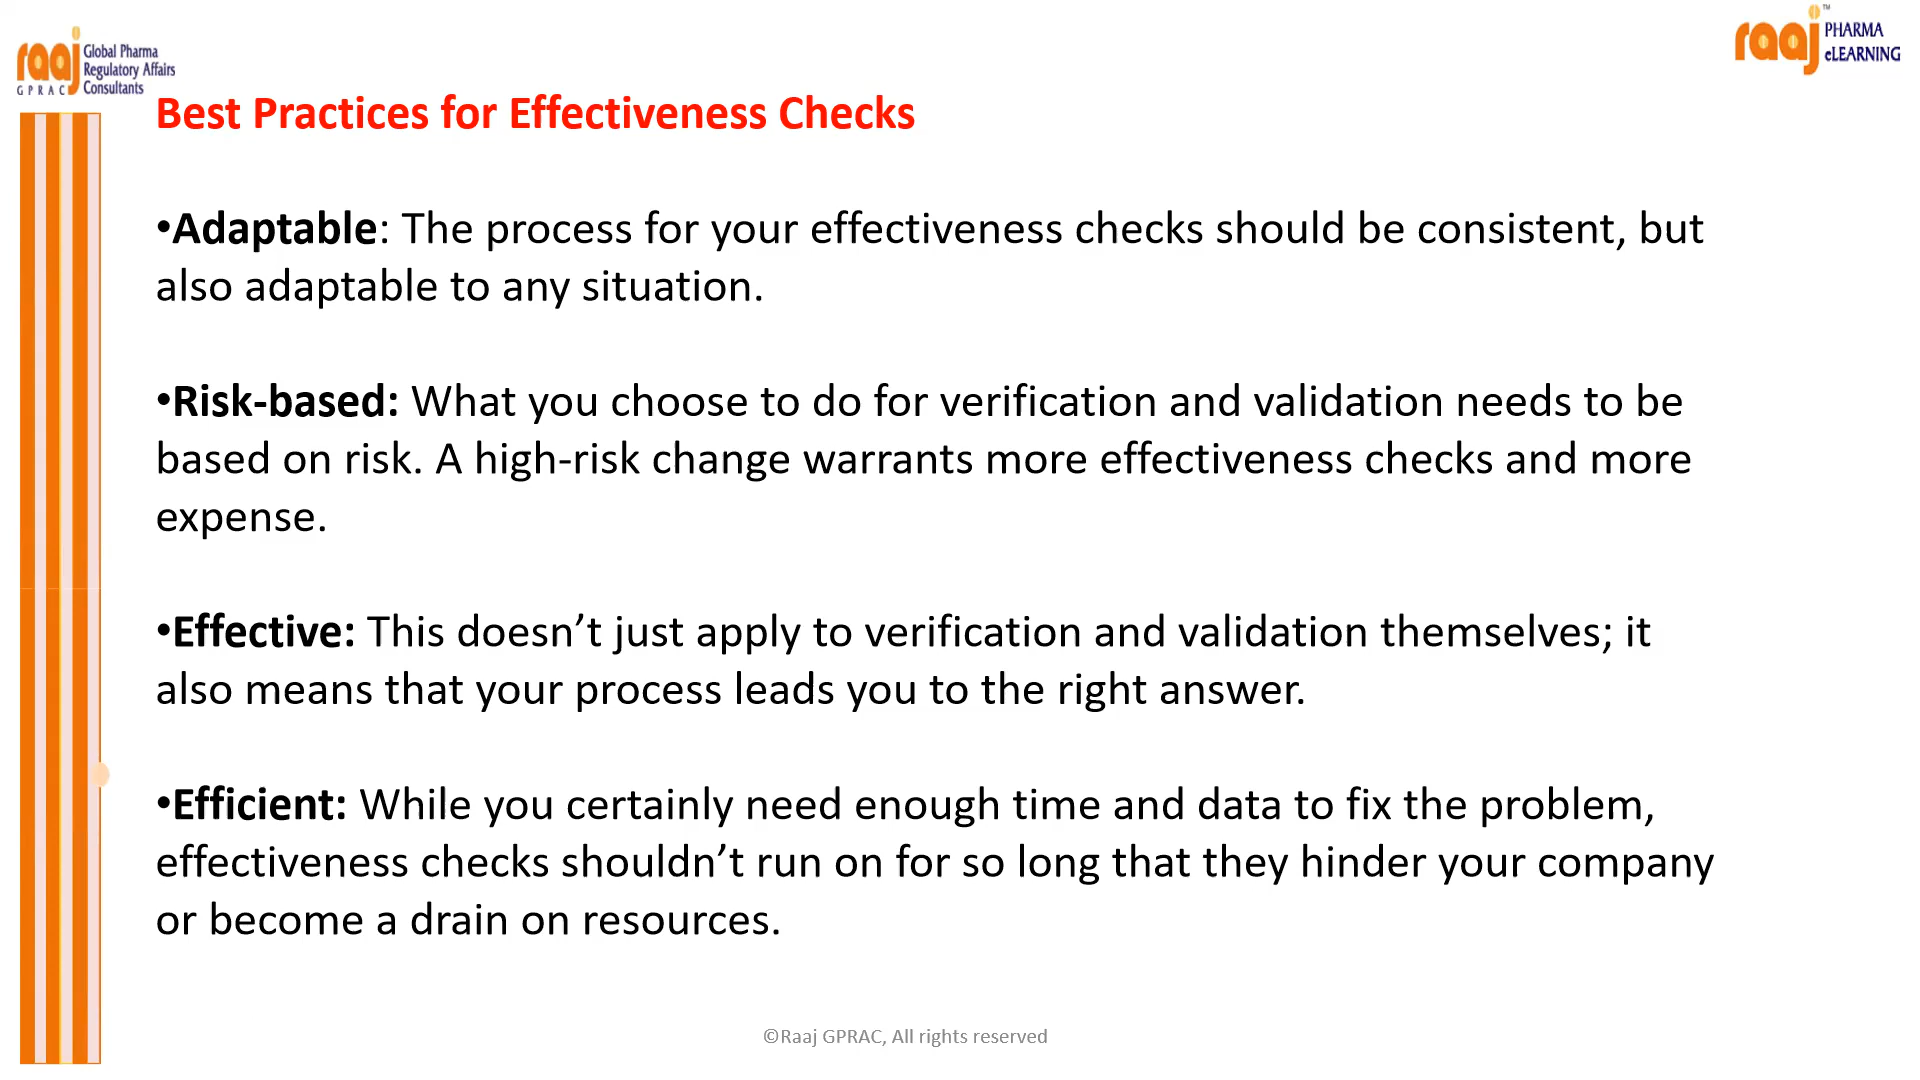 raaj
Global Pharma
Regulatory Affairs
Consultants
GPRAC
raaj
™
PHARMA
eLEARNING
Best Practices for Effectiveness Checks
•Adaptable: The process for your effectiveness checks should be consistent, but
also adaptable to any situation.
•Risk-based: What you choose to do for verification and validation needs to be
based on risk. A high-risk change warrants more effectiveness checks and more
expense.
•Effective: This doesn’t just apply to verification and validation themselves; it
also means that your process leads you to the right answer.
•Efficient: While you certainly need enough time and data to fix the problem,
effectiveness checks shouldn’t run on for so long that they hinder your company
or become a drain on resources.
©Raaj GPRAC, All rights reserved